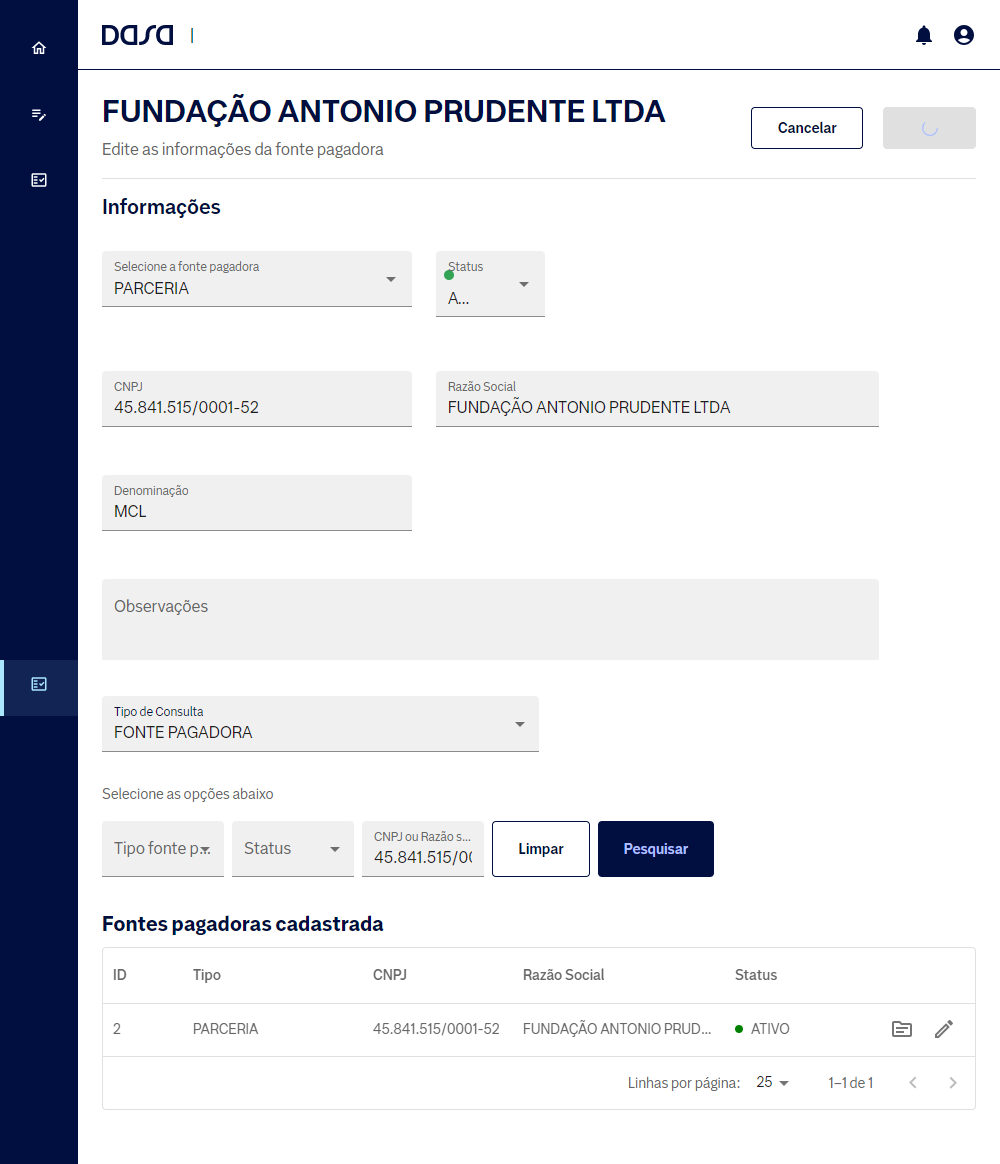 DASA
FUNDAÇÃO ANTONIO PRUDENTE LTDA
Edite as informações da fonte pagadora
Cancelar
Informações
Selecione a fonte pagadora
PARCERIA
Status
A...
CNPJ
45.841.515/0001-52
Razão Social
FUNDAÇÃO ANTONIO PRUDENTE LTDA
Denominação
MCL
Observações
Tipo de Consulta
FONTE PAGADORA
Selecione as opções abaixo
Tipo fonte p...
Status
CNPJ ou Razão s...
45.841.515/00
Limpar
Pesquisar
Fontes pagadoras cadastrada
ID Tipo CNPJ Razão Social Status
2 PARCERIA 45.841.515/0001-52 FUNDAÇÃO ANTONIO PRUD... ATIVO
Linhas por página: 25 1–1 de 1